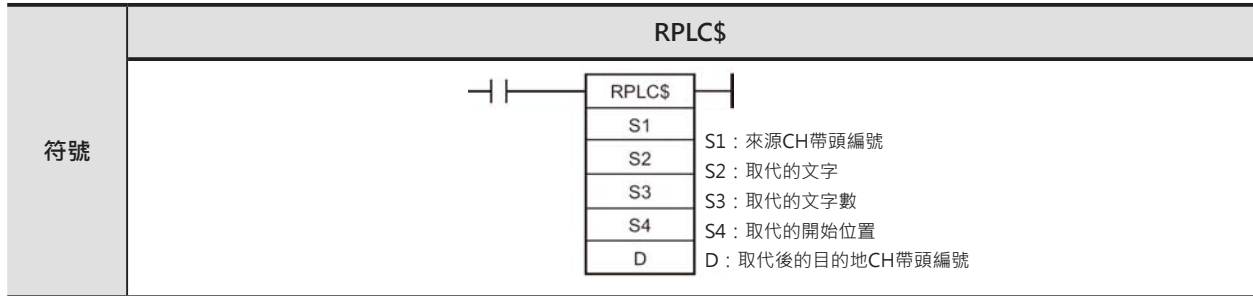 RPLC$
符號
RPLC$
S1
S2
S3
S4
D
S1：來源CH帶頭編號
S2：取代的文字
S3：取代的文字數
S4：取代的開始位置
D：取代後的目的地CH帶頭編號